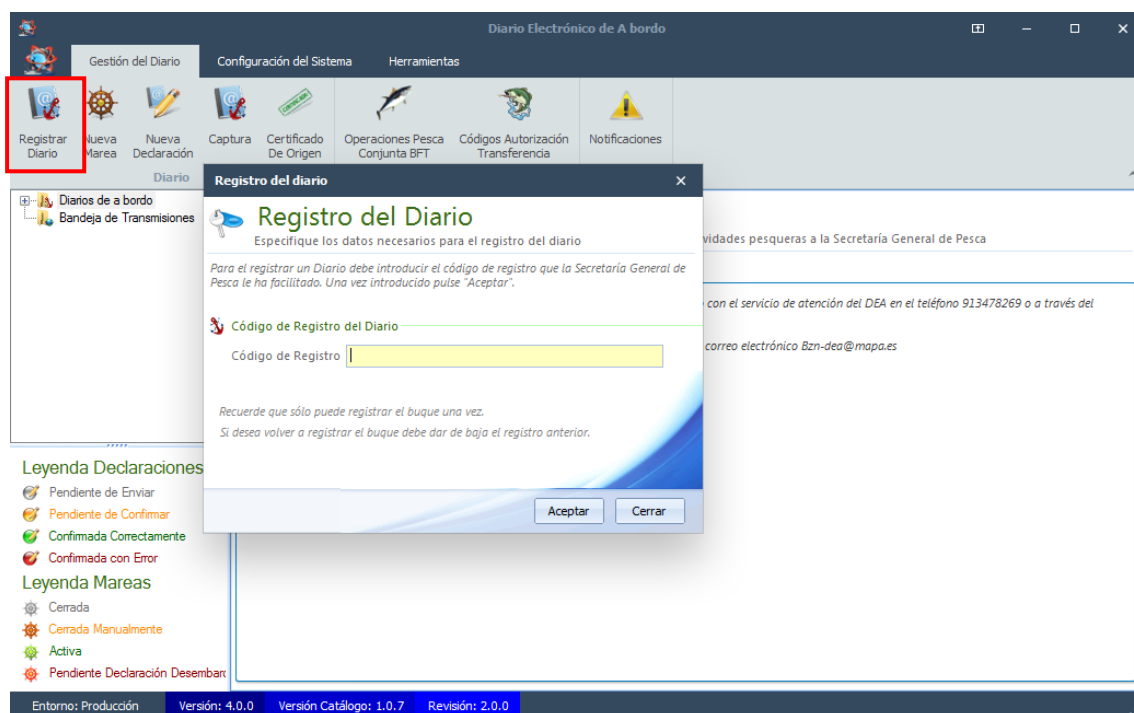 Diario Electrónico de A bordo
Gestión del Diario
Configuración del Sistema
Herramientas
Registrar Diario
Nueva Marea
Nueva Declaración
Captura
Certificado De Origen
Operaciones Pesca Conjunta BFT
Códigos Autorización Transferencia
Notificaciones
Diario
Diarios de a bordo
Bandeja de Transmisiones
Registro del diario
Registro del Diario
Especifique los datos necesarios para el registro del diario
Para el registrar un Diario debe introducir el código de registro que la Secretaría General de
Pesca le ha facilitado. Una vez introducido pulse "Aceptar".
Código de Registro del Diario
Código de Registro
Recuerde que sólo puede registrar el buque una vez.
Si desea volver a registrar el buque debe dar de baja el registro anterior.
Aceptar
Cerrar
vidades pesqueras a la Secretaría General de Pesca
con el servicio de atención del DEA en el teléfono 913478269 o a través del
correo electrónico Bzn-dea@mapa.es
Leyenda Declaraciones
Pendiente de Enviar
Pendiente de Confirmar
Confirmada Correctamente
Confirmada con Error
Leyenda Mareas
Cerrada
Cerrada Manualmente
Activa
Pendiente Declaración Desembarc
Entorno: Producción
Versión: 4.0.0
Versión Catálogo: 1.0.7
Revisión: 2.0.0